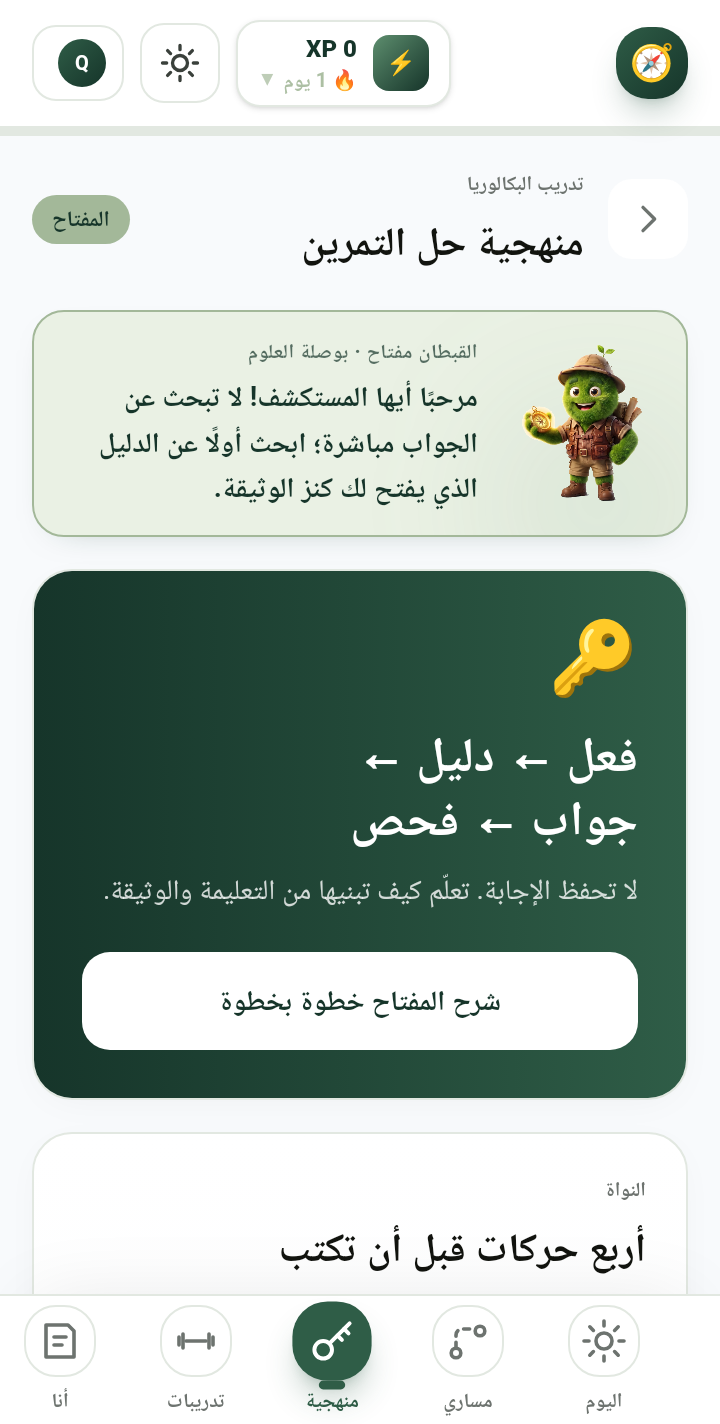 XP 0
🔥 1 يوم ▼
Q
تدريب البكالوريا
منهجية حل التمرين
المفتاح
القبطان مفتاح · بوصلة العلوم
مرحبًا أيها المستكشف! لا تبحث عن
الجواب مباشرة؛ ابحث أولًا عن الدليل
الذي يفتح لك كنز الوثيقة.
فعل ← دليل ←
جواب ← فحص
لا تحفظ الإجابة. تعلّم كيف تبنيها من التعليمة والوثيقة.
شرح المفتاح خطوة بخطوة
النواة
أربع حركات قبل أن تكتب
اليوم
مساري
منهجية
تدريبات
أنا